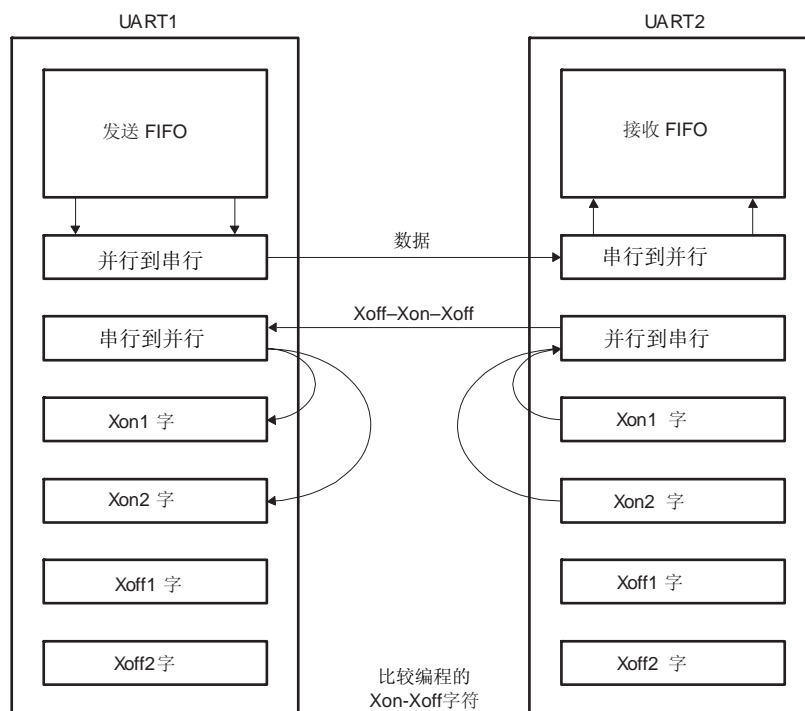 UART1
UART2
发送 FIFO
接收 FIFO
并行到串行
数据
串行到并行
串行到并行
Xoff–Xon–Xoff
并行到串行
Xon1 字
Xon1 字
Xon2 字
Xon2 字
Xoff1 字
Xoff1 字
Xoff2字
Xoff2 字
比较编程的
Xon-Xoff字符